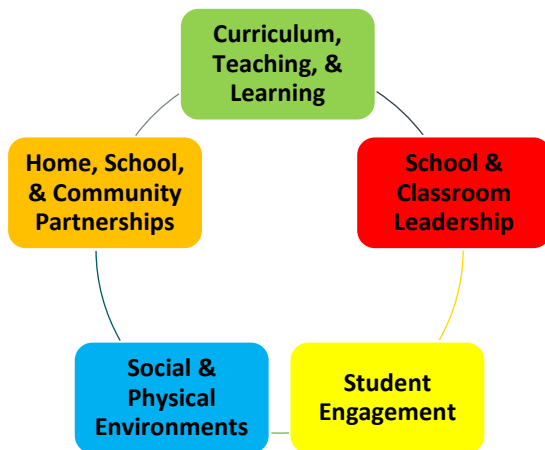 Curriculum,
Teaching, &
Learning
School &
Classroom
Leadership
Student
Engagement
Social &
Physical
Environments
Home, School,
& Community
Partnerships